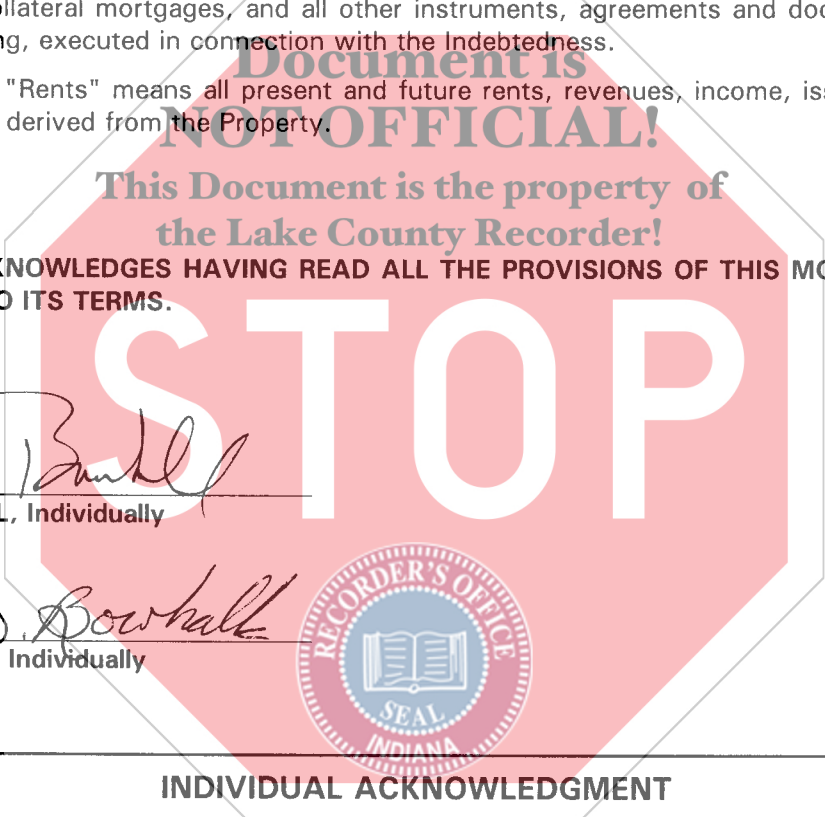 llateral mortgages, and all other instruments, agreements and doc
g, executed in connection with the Indebtedness.
Document is
"Rents" means all present and future rents, revenues, income, iss
derived from the Property.
NOT OFFICIAL!
This Document is the property of
the Lake County Recorder!
KNOWLEDGES HAVING READ ALL THE PROVISIONS OF THIS MO
O ITS TERMS.
STOP
L, Individually
. Bowhall
Individually
RECORDER'S OFFICE
SEAL
INDIANA
INDIVIDUAL ACKNOWLEDGMENT